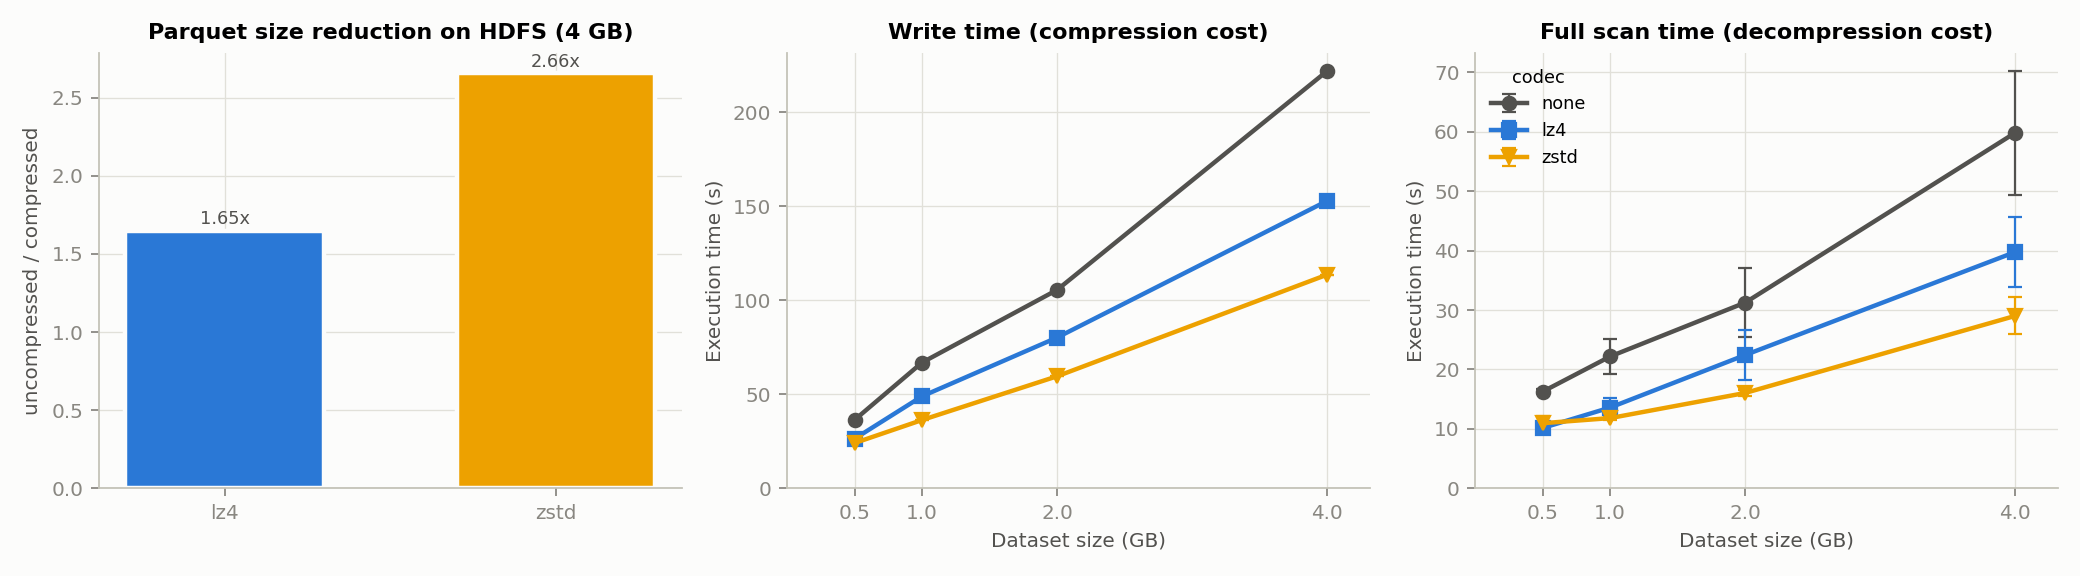 Parquet size reduction on HDFS (4 GB)
uncompressed / compressed
2.5
2.0
1.5
1.0
0.5
0.0
1.65x
2.66x
lz4
zstd
Write time (compression cost)
Execution time (s)
200
150
100
50
0
0.5
1.0
2.0
4.0
Dataset size (GB)
Full scan time (decompression cost)
Execution time (s)
70
60
50
40
30
20
10
0
codec
none
lz4
zstd
0.5
1.0
2.0
4.0
Dataset size (GB)